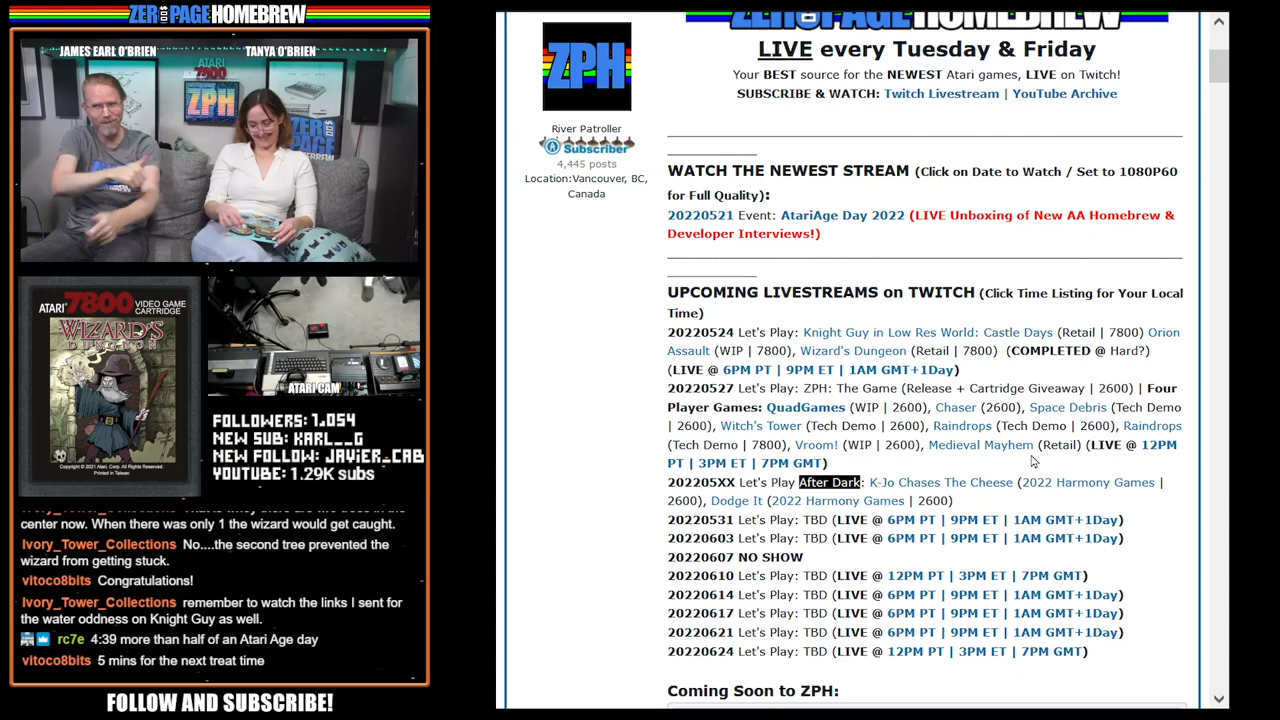 ZEROPAGEHOMEBREW
JAMES EARL O'BRIEN
TANYA O'BRIEN
ATARI
7800
ZPH
ATARI 7800 VIDEO GAME CARTRIDGE
WIZARD'S
DUNGEON
Copyright © 2021 Atari, Corp. All Rights Reserved.
Printed in Taiwan
ATARI CAM
FOLLOWERS: 1,054
NEW SUB: KARL__G
NEW FOLLOW: JAVIER_CAB
YOUTUBE: 1.29K subs
center now. When there was only 1 the wizard would get caught.
Ivory_Tower_Collections No....the second tree prevented the
wizard from getting stuck.
vitoco8bits Congratulations!
Ivory_Tower_Collections remember to watch the links I sent for
the water oddness on Knight Guy as well.
rc7e 4:39 more than half of an Atari Age day
vitoco8bits 5 mins for the next treat time
FOLLOW AND SUBSCRIBE!
ZPH
River Patroller
Subscriber
4,445 posts
Location:Vancouver, BC,
Canada
ZEROPAGEHOMEBREW
LIVE every Tuesday & Friday
Your BEST source for the NEWEST Atari games, LIVE on Twitch!
SUBSCRIBE & WATCH: Twitch Livestream | YouTube Archive
WATCH THE NEWEST STREAM (Click on Date to Watch / Set to 1080P60
for Full Quality):
20220521 Event: AtariAge Day 2022 (LIVE Unboxing of New AA Homebrew &
Developer Interviews!)
UPCOMING LIVESTREAMS on TWITCH (Click Time Listing for Your Local
Time)
20220524 Let's Play: Knight Guy in Low Res World: Castle Days (Retail | 7800) Orion
Assault (WIP | 7800), Wizard's Dungeon (Retail | 7800) (COMPLETED @ Hard?)
(LIVE @ 6PM PT | 9PM ET | 1AM GMT+1Day)
20220527 Let's Play: ZPH: The Game (Release + Cartridge Giveaway | 2600) | Four
Player Games: QuadGames (WIP | 2600), Chaser (2600), Space Debris (Tech Demo
| 2600), Witch's Tower (Tech Demo | 2600), Raindrops (Tech Demo | 2600), Raindrops
(Tech Demo | 7800), Vroom! (WIP | 2600), Medieval Mayhem (Retail) (LIVE @ 12PM
PT | 3PM ET | 7PM GMT)
202205XX Let's Play After Dark: K-Jo Chases The Cheese (2022 Harmony Games |
2600), Dodge It (2022 Harmony Games | 2600)
20220531 Let's Play: TBD (LIVE @ 6PM PT | 9PM ET | 1AM GMT+1Day)
20220603 Let's Play: TBD (LIVE @ 6PM PT | 9PM ET | 1AM GMT+1Day)
20220607 NO SHOW
20220610 Let's Play: TBD (LIVE @ 12PM PT | 3PM ET | 7PM GMT)
20220614 Let's Play: TBD (LIVE @ 6PM PT | 9PM ET | 1AM GMT+1Day)
20220617 Let's Play: TBD (LIVE @ 6PM PT | 9PM ET | 1AM GMT+1Day)
20220621 Let's Play: TBD (LIVE @ 6PM PT | 9PM ET | 1AM GMT+1Day)
20220624 Let's Play: TBD (LIVE @ 12PM PT | 3PM ET | 7PM GMT)
Coming Soon to ZPH: